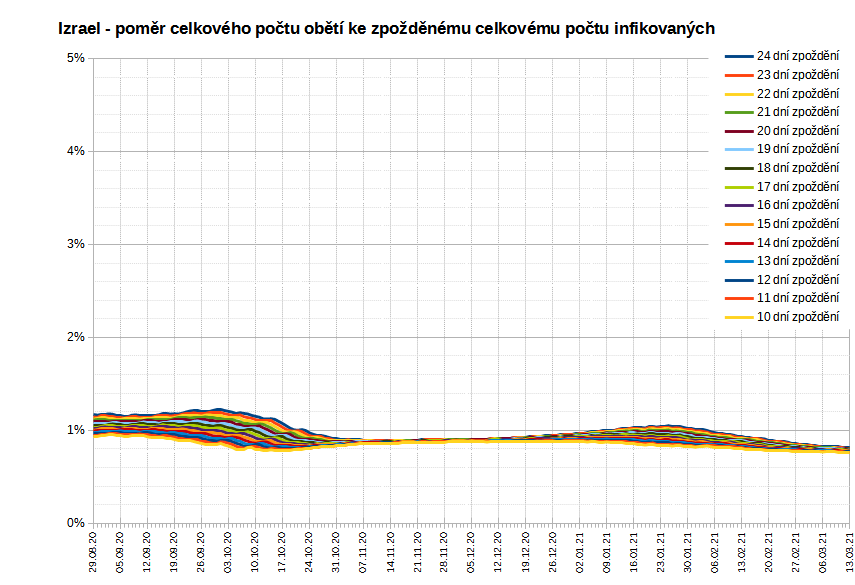 Izrael - poměr celkového počtu obětí ke zpožděnému celkovému počtu infikovaných
5%
4%
3%
2%
1%
0%
24 dní zpoždění
23 dní zpoždění
22 dní zpoždění
21 dní zpoždění
20 dní zpoždění
19 dní zpoždění
18 dní zpoždění
17 dní zpoždění
16 dní zpoždění
15 dní zpoždění
14 dní zpoždění
13 dní zpoždění
12 dní zpoždění
11 dní zpoždění
10 dní zpoždění
29.08.20
05.09.20
12.09.20
19.09.20
26.09.20
03.10.20
10.10.20
17.10.20
24.10.20
31.10.20
07.11.20
14.11.20
21.11.20
28.11.20
05.12.20
12.12.20
19.12.20
26.12.20
02.01.21
09.01.21
16.01.21
23.01.21
30.01.21
06.02.21
13.02.21
20.02.21
27.02.21
06.03.21
13.03.21